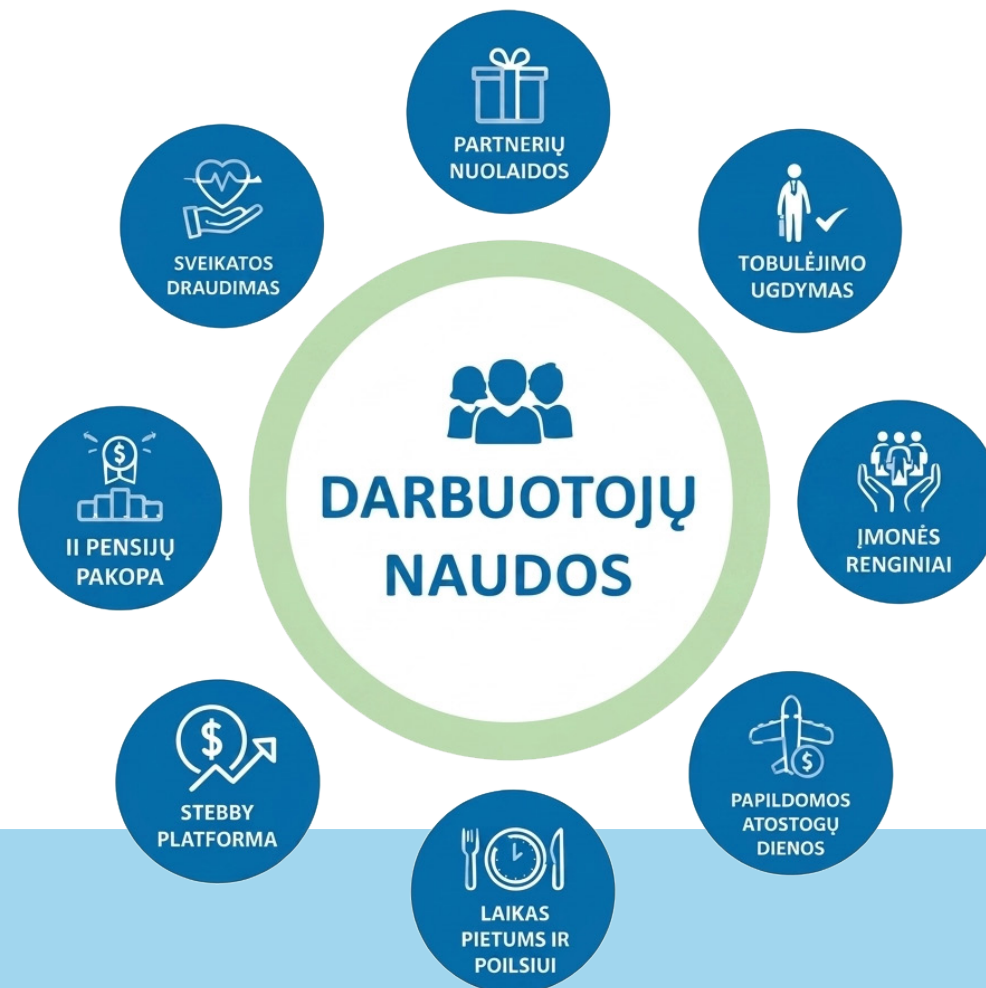 PARTNERIŲ
NUOLAIDOS
SVEIKATOS
DRAUDIMAS
TOBULĖJIMO
UGDYMAS
DARBUOTOJŲ
NAUDOS
II PENSIJŲ
PAKOPA
ĮMONĖS
RENGINIAI
STEBBY
PLATFORMA
PAPILDOMOS
ATOSTOGŲ
DIENOS
LAIKAS
PIETUMS IR
POILSIUI